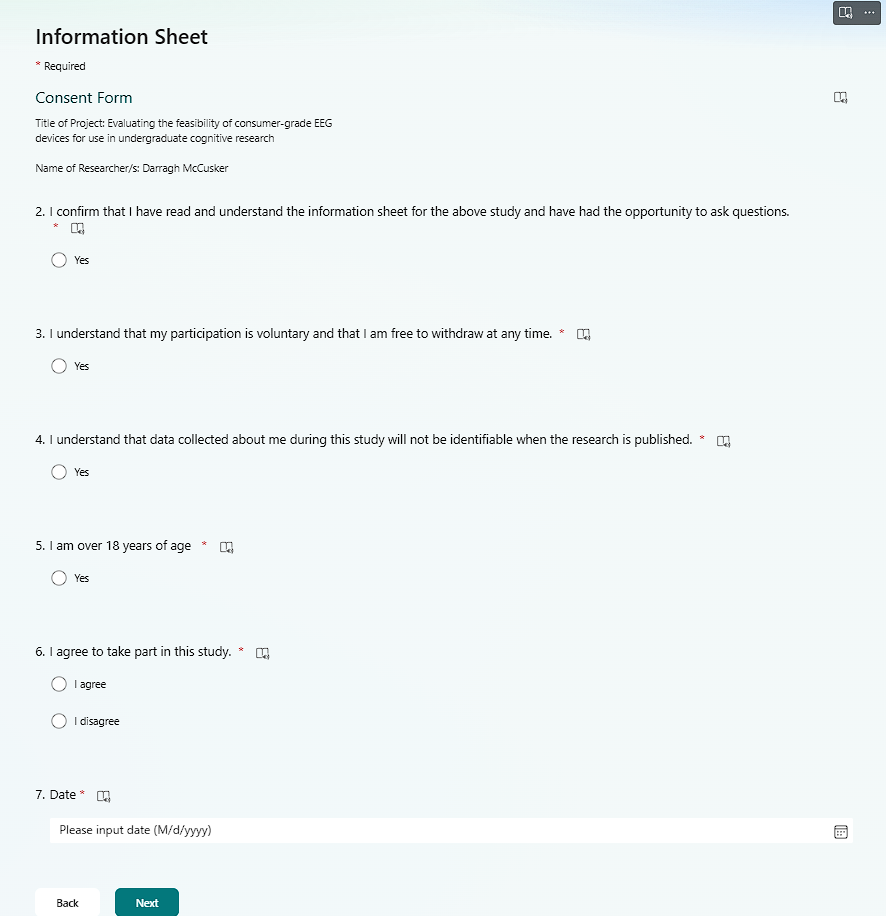 Information Sheet
* Required
Consent Form
Title of Project: Evaluating the feasibility of consumer-grade EEG
devices for use in undergraduate cognitive research
Name of Researcher/s: Darragh McCusker
2. I confirm that I have read and understand the information sheet for the above study and have had the opportunity to ask questions.
*
Yes
3. I understand that my participation is voluntary and that I am free to withdraw at any time. *
Yes
4. I understand that data collected about me during this study will not be identifiable when the research is published. *
Yes
5. I am over 18 years of age *
Yes
6. I agree to take part in this study. *
I agree
I disagree
7. Date *
Please input date (M/d/yyyy)
Back Next